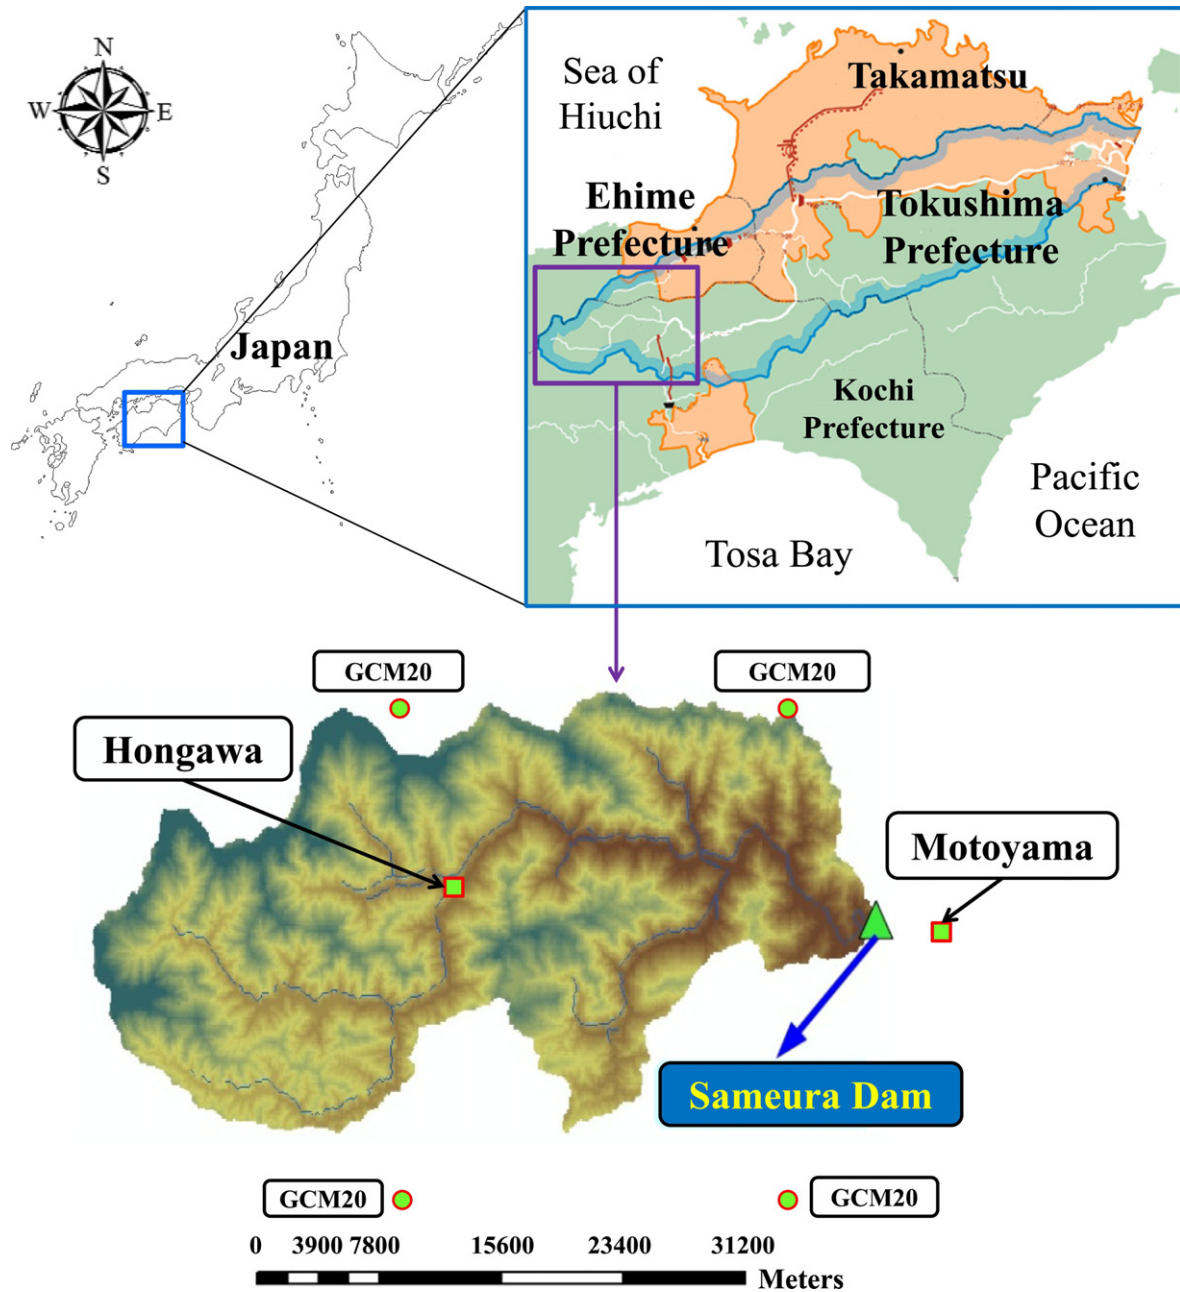 N
W
E
S
Japan
Sea of
Hiuchi
Takamatsu
Ehime
Prefecture
Tokushima
Prefecture
Kochi
Prefecture
Pacific
Ocean
Tosa Bay
GCM20
GCM20
Hongawa
Motoyama
Sameura Dam
GCM20
GCM20
0 3900 7800 15600 23400 31200
Meters